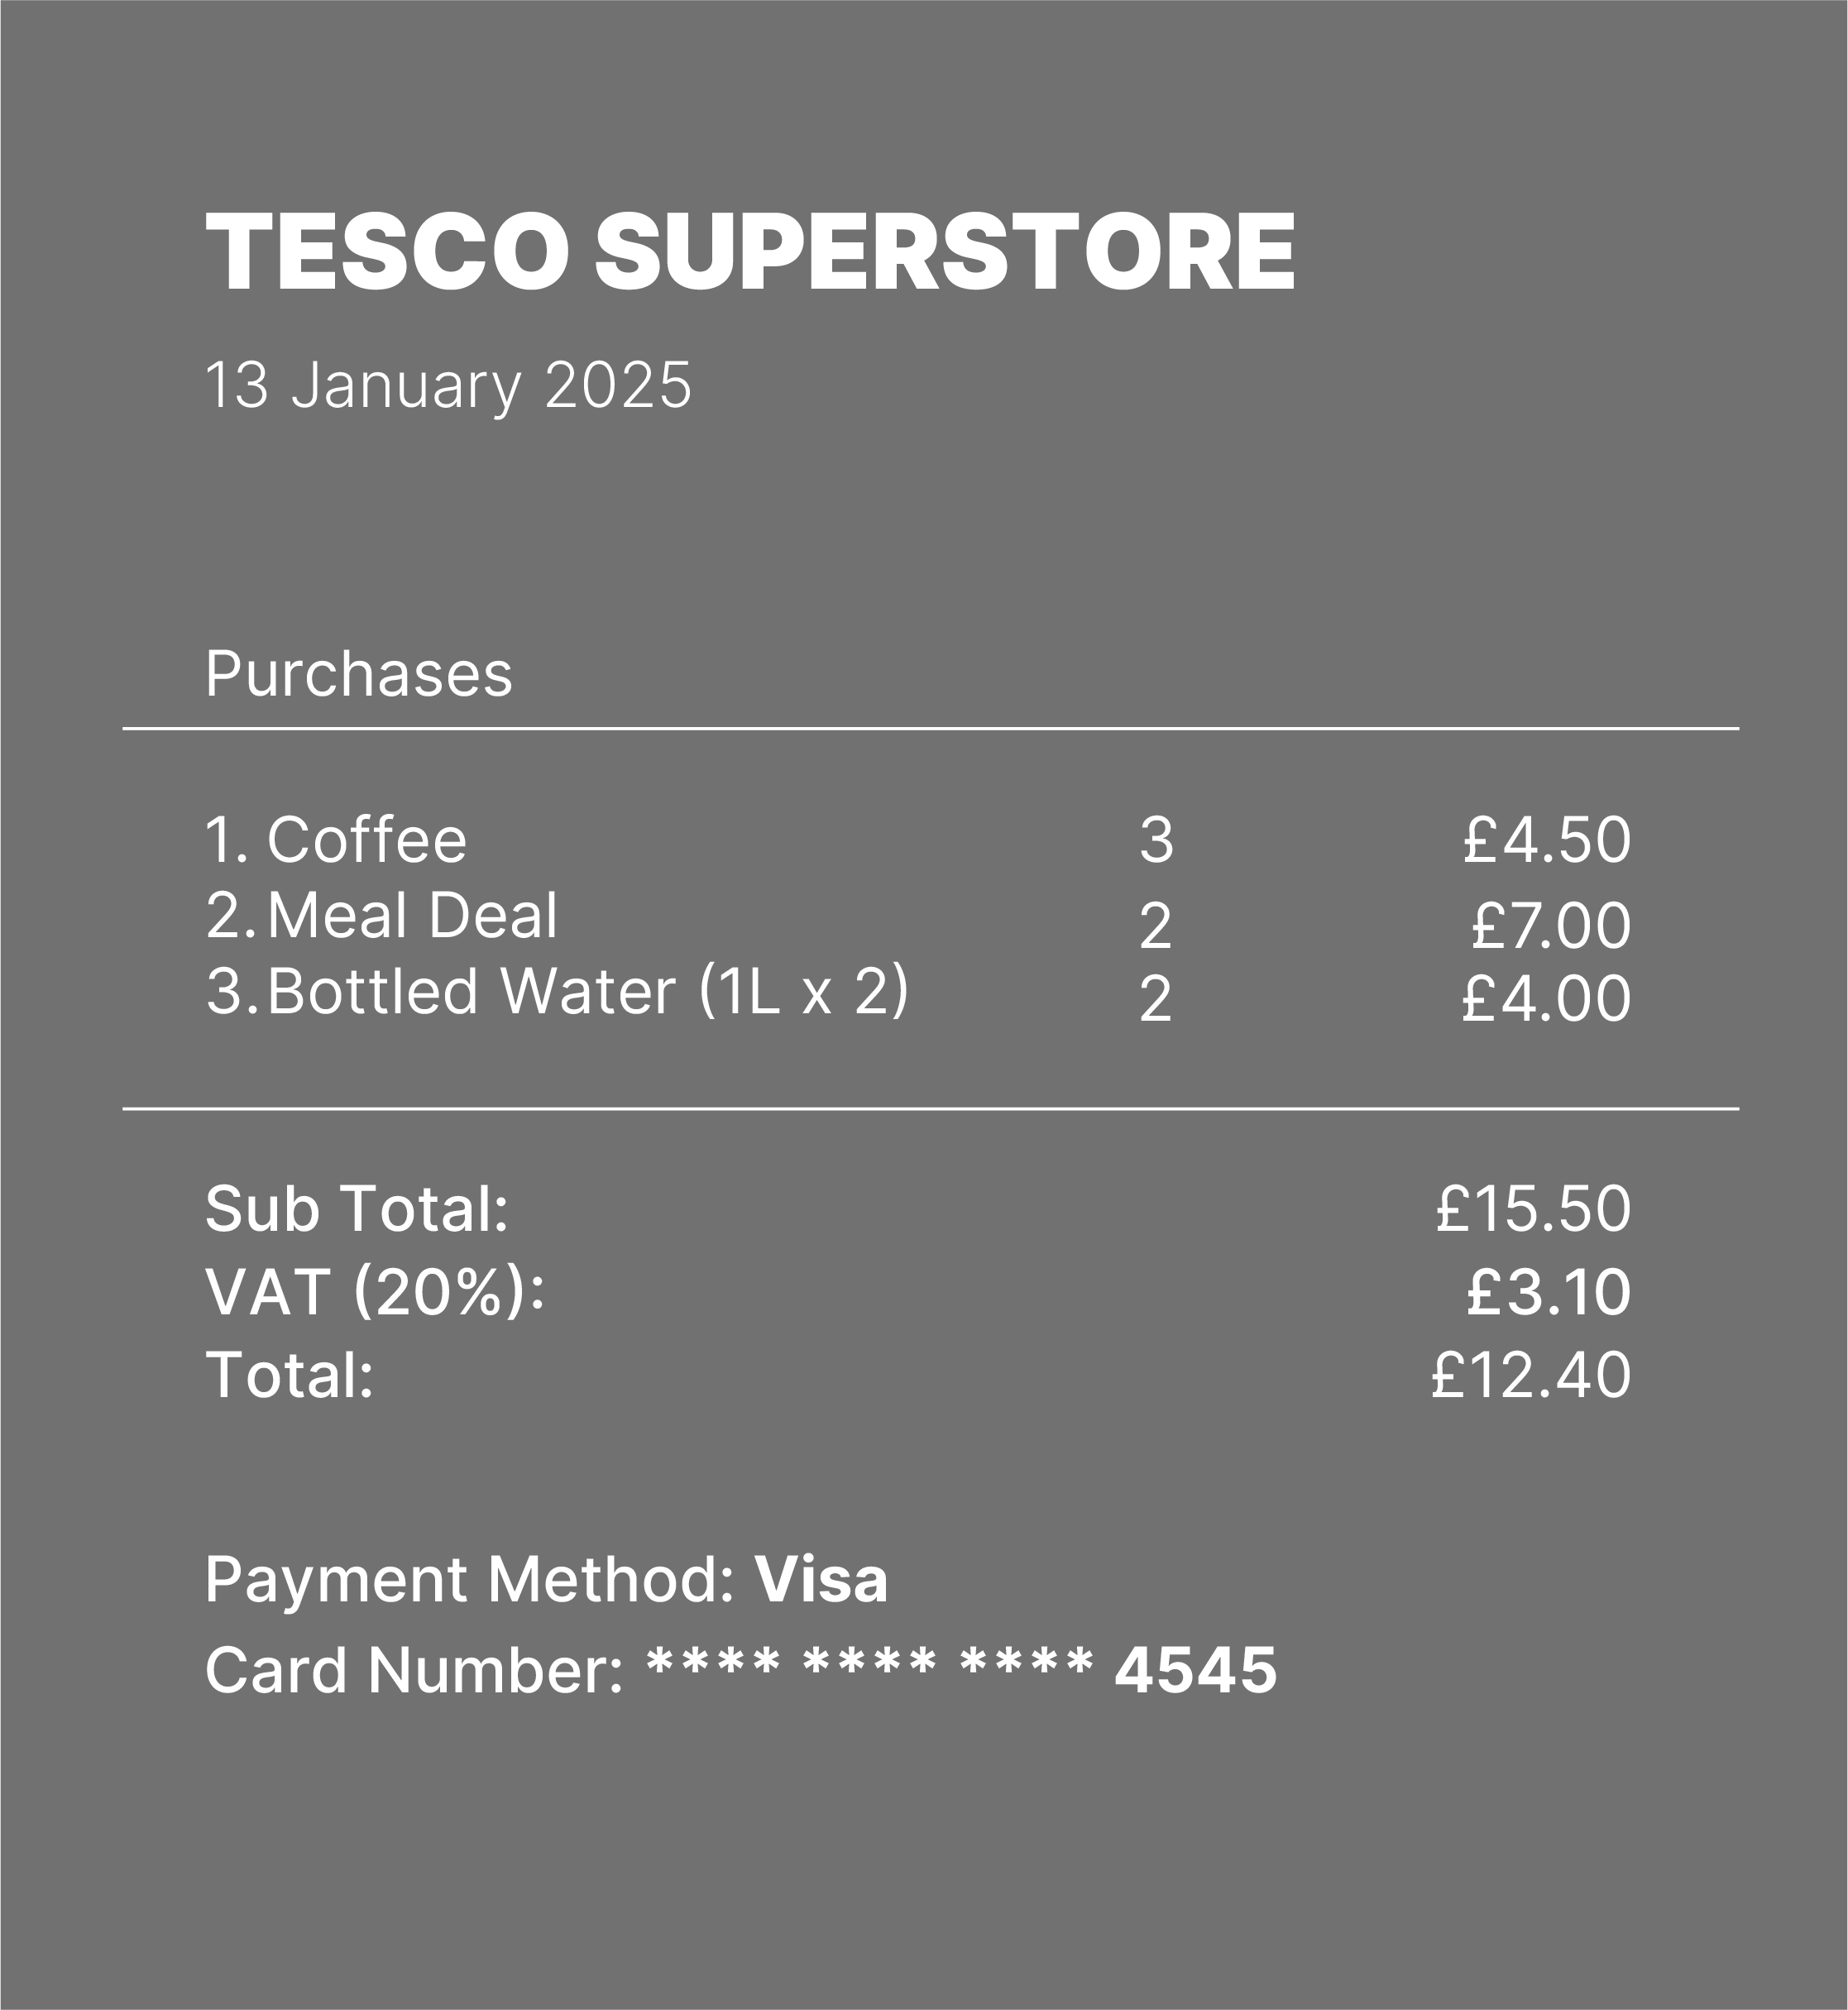 TESCO SUPERSTORE
13 January 2025
Purchases
1. Coffee 3 £4.50
2. Meal Deal 2 £7.00
3. Bottled Water (1L x 2) 2 £4.00
Sub Total: £15.50
VAT (20%): £3.10
Total: £12.40
Payment Method: Visa
Card Number: **** **** **** 4545